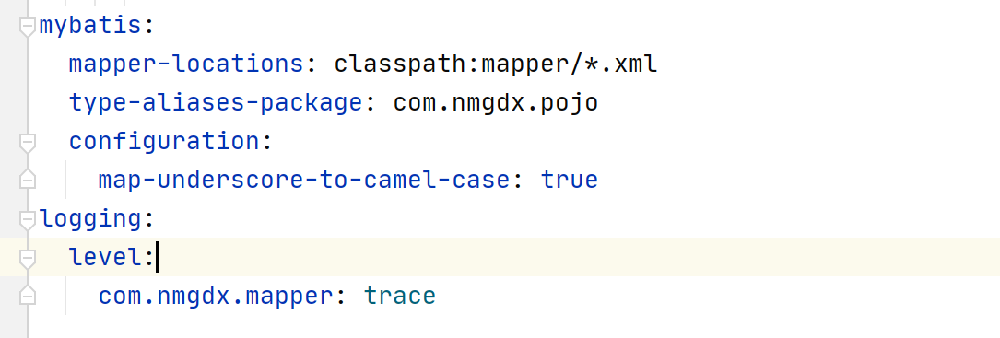 mybatis:
  mapper-locations: classpath:mapper/*.xml
  type-aliases-package: com.nmgdx.pojo
  configuration:
    map-underscore-to-camel-case: true
logging:
  level:
    com.nmgdx.mapper: trace